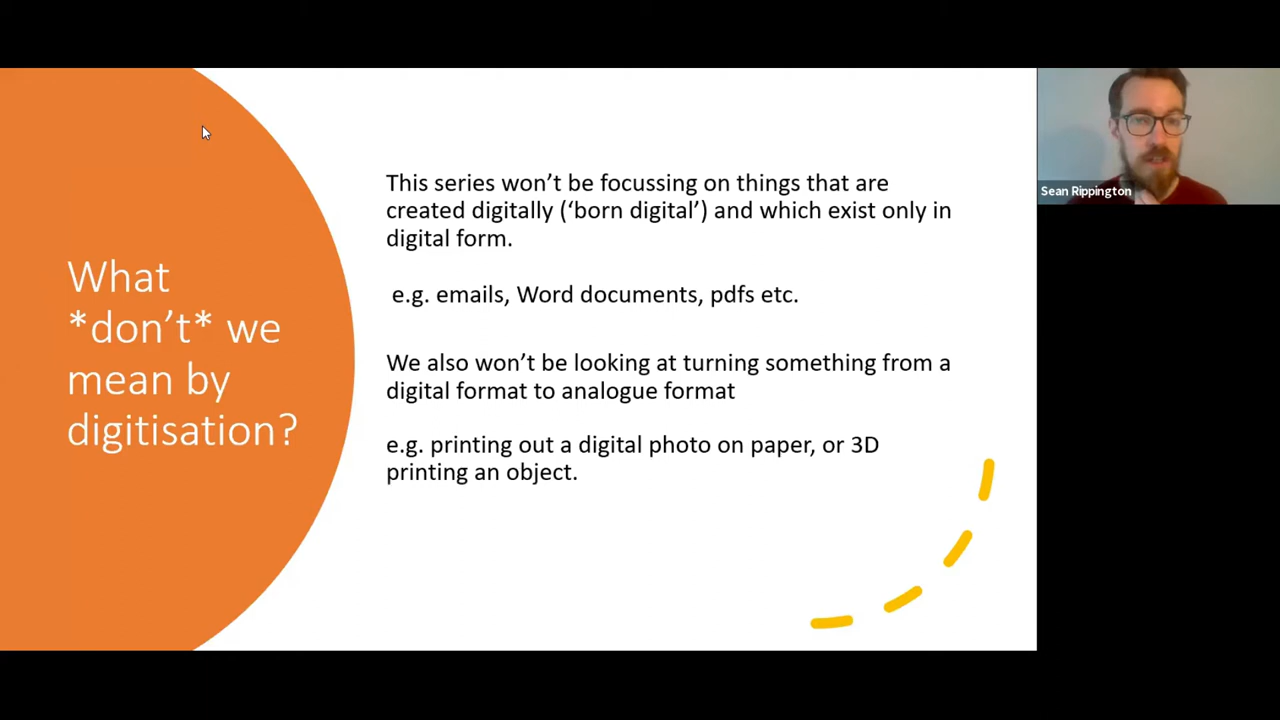 What
*don't* we
mean by
digitisation?
This series won't be focussing on things that are
created digitally ('born digital') and which exist only in
digital form.
e.g. emails, Word documents, pdfs etc.
We also won't be looking at turning something from a
digital format to analogue format
e.g. printing out a digital photo on paper, or 3D
printing an object.
Sean Rippington